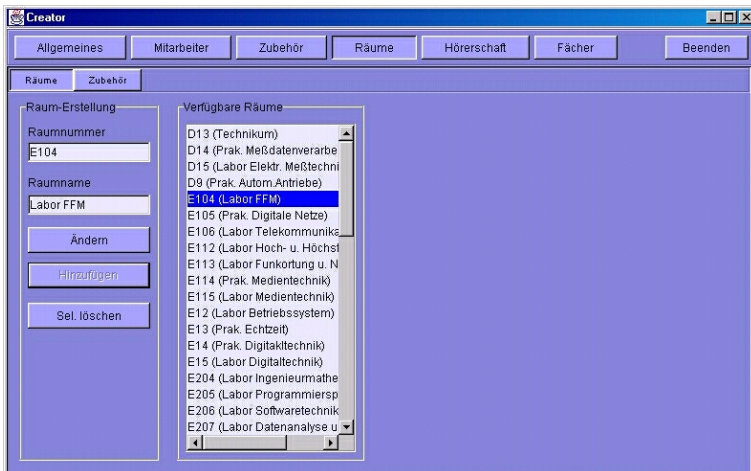 Creator
Allgemeines Mitarbeiter Zubehör Räume Hörerschaft Fächer Beenden
Räume Zubehör
Raum-Erstellung
Raumnummer
E104
Raumname
Labor FFM
Ändern
Hinzufügen
Sel. löschen
Verfügbare Räume
D13 (Technikum)
D14 (Prak. Meßdatenverarbe
D15 (Labor Elektr. Meßtechni
D9 (Prak. Autom.Antriebe)
E104 (Labor FFM)
E105 (Prak. Digitale Netze)
E106 (Labor Telekommunika
E112 (Labor Hoch- u. Höchst
E113 (Labor Funkortung u. N
E114 (Prak. Medientechnik)
E115 (Labor Medientechnik)
E12 (Labor Betriebssystem)
E13 (Prak. Echtzeit)
E14 (Prak. Digitakltechnik)
E15 (Labor Digitaltechnik)
E204 (Labor Ingenieurmathe
E205 (Labor Programmiersp
E206 (Labor Softwaretechnik
E207 (Labor Datenanalyse u